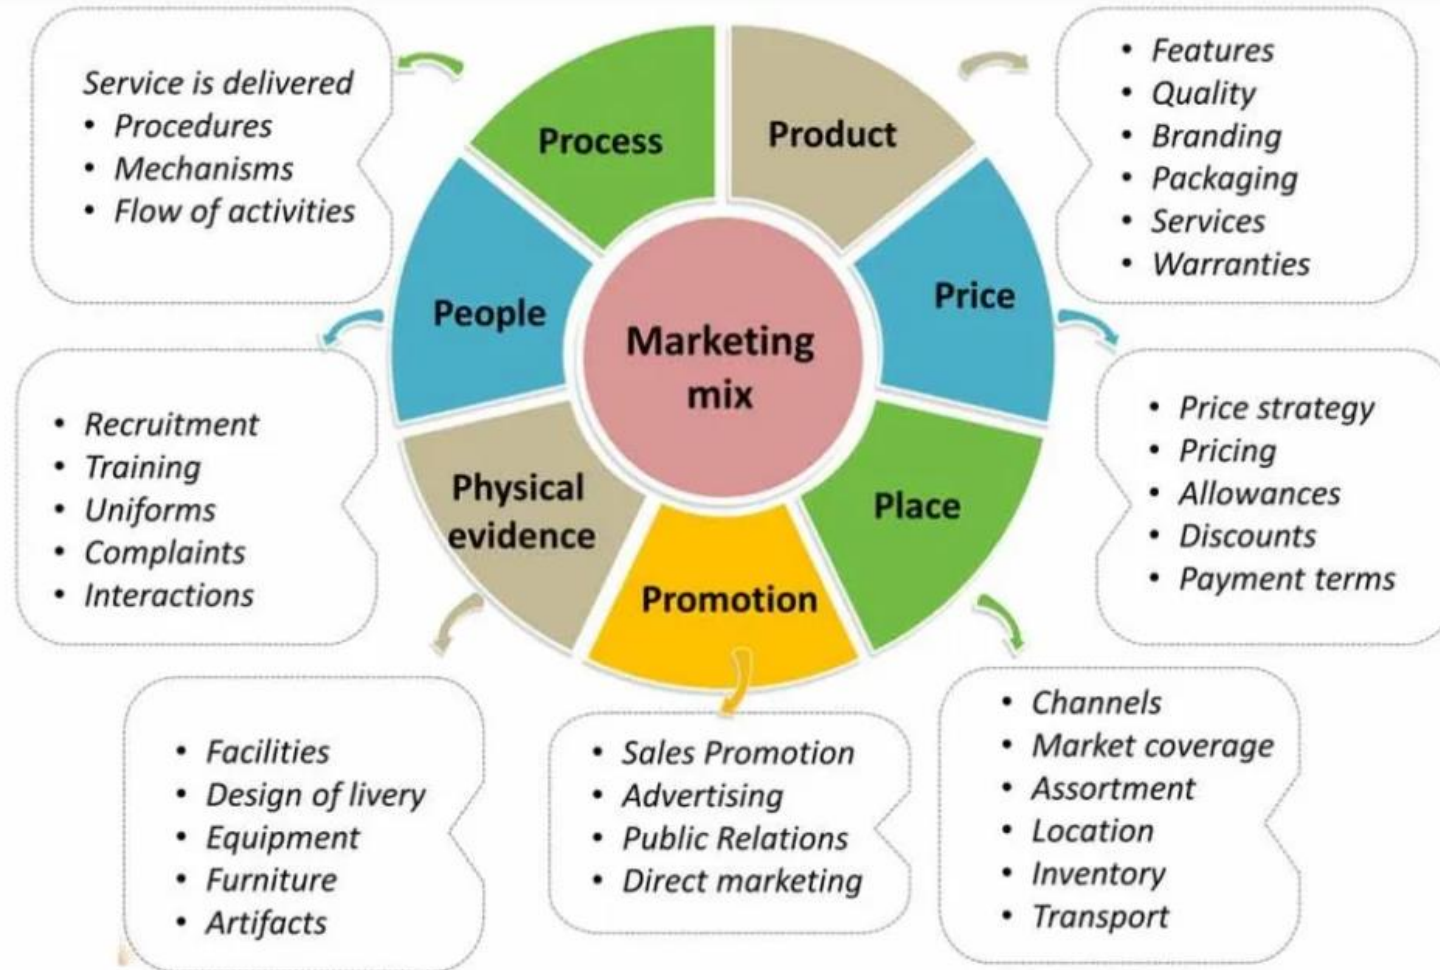 Marketing
mix
Product
• Features
• Quality
• Branding
• Packaging
• Services
• Warranties
Price
• Price strategy
• Pricing
• Allowances
• Discounts
• Payment terms
Place
• Channels
• Market coverage
• Assortment
• Location
• Inventory
• Transport
Promotion
• Sales Promotion
• Advertising
• Public Relations
• Direct marketing
Physical
evidence
• Facilities
• Design of livery
• Equipment
• Furniture
• Artifacts
People
• Recruitment
• Training
• Uniforms
• Complaints
• Interactions
Process
Service is delivered
• Procedures
• Mechanisms
• Flow of activities